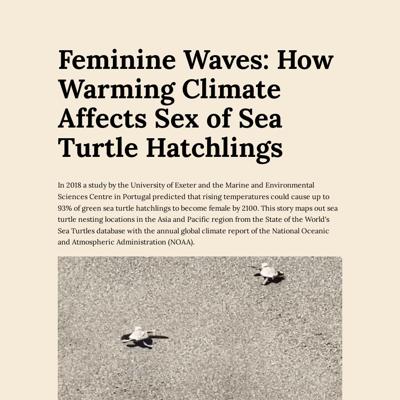 Feminine Waves: How
Warming Climate
Affects Sex of Sea
Turtle Hatchlings
In 2018 a study by the University of Exeter and the Marine and Environmental
Sciences Centre in Portugal predicted that rising temperatures could cause up to
93% of green sea turtle hatchlings to become female by 2100. This story maps out sea
turtle nesting locations in the Asia and Pacific region from the State of the World's
Sea Turtles database with the annual global climate report of the National Oceanic
and Atmospheric Administration (NOAA).